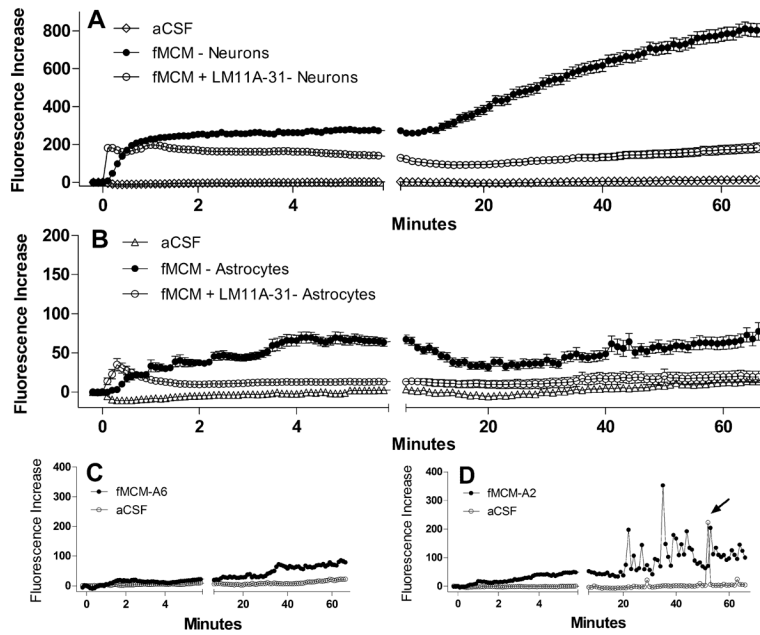 A
aCSF
fMCM - Neurons
fMCM + LM11A-31- Neurons
Fluorescence Increase
800
600
400
200
0
0 2 4 20 40 60
Minutes
B
aCSF
fMCM - Astrocytes
fMCM + LM11A-31- Astrocytes
Fluorescence Increase
200
150
100
50
0
0 2 4 20 40 60
Minutes
C
fMCM-A6
aCSF
Fluorescence Increase
400
300
200
100
0
0 2 4 20 40 60
Minutes
D
fMCM-A2
aCSF
Fluorescence Increase
400
300
200
100
0
0 2 4 20 40 60
Minutes